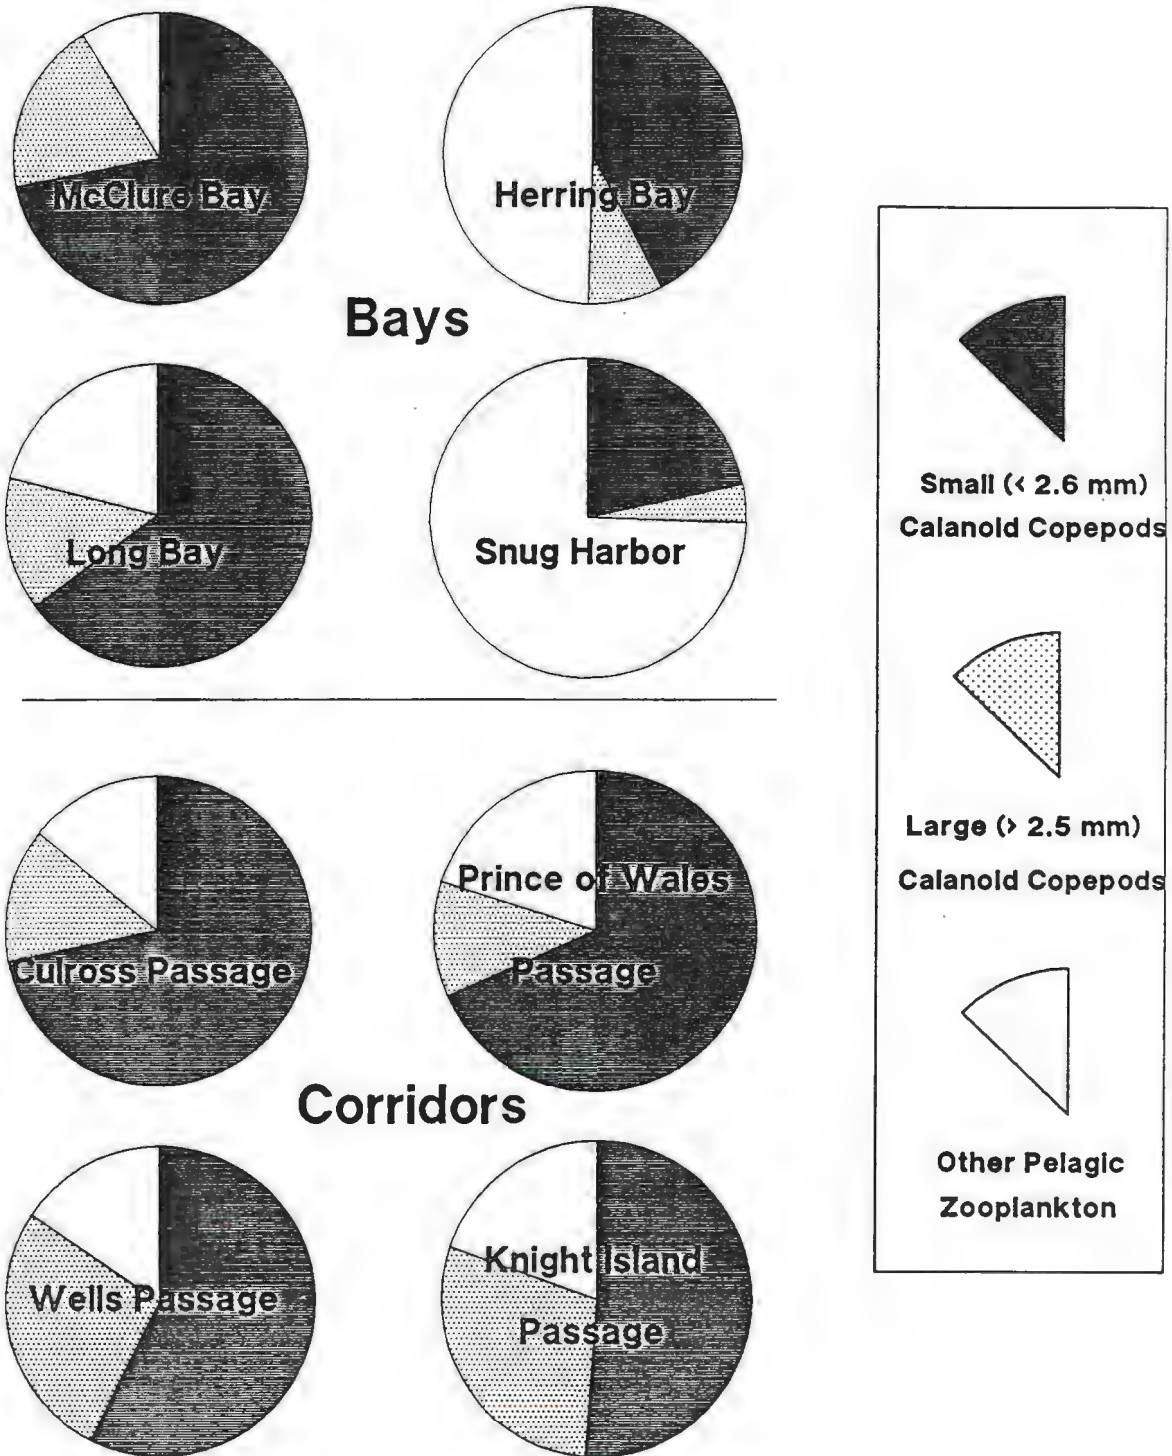 McClure Bay
Herring Bay
Bays
Long Bay
Snug Harbor
Culross Passage
Prince of Wales
Passage
Corridors
Wells Passage
Knight Island
Passage
Small (< 2.6 mm)
Calanoid Copepods
Large (> 2.5 mm)
Calanoid Copepods
Other Pelagic
Zooplankton